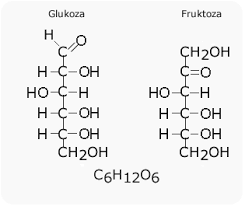 Glukoza
Fruktoza
H
C O
H–C–OH
HO–C–H
H–C–OH
H–C–OH
CH₂OH
CH₂OH
C=O
HO–C–H
H–C–OH
H–C–OH
CH₂OH
C₆H₁₂O₆